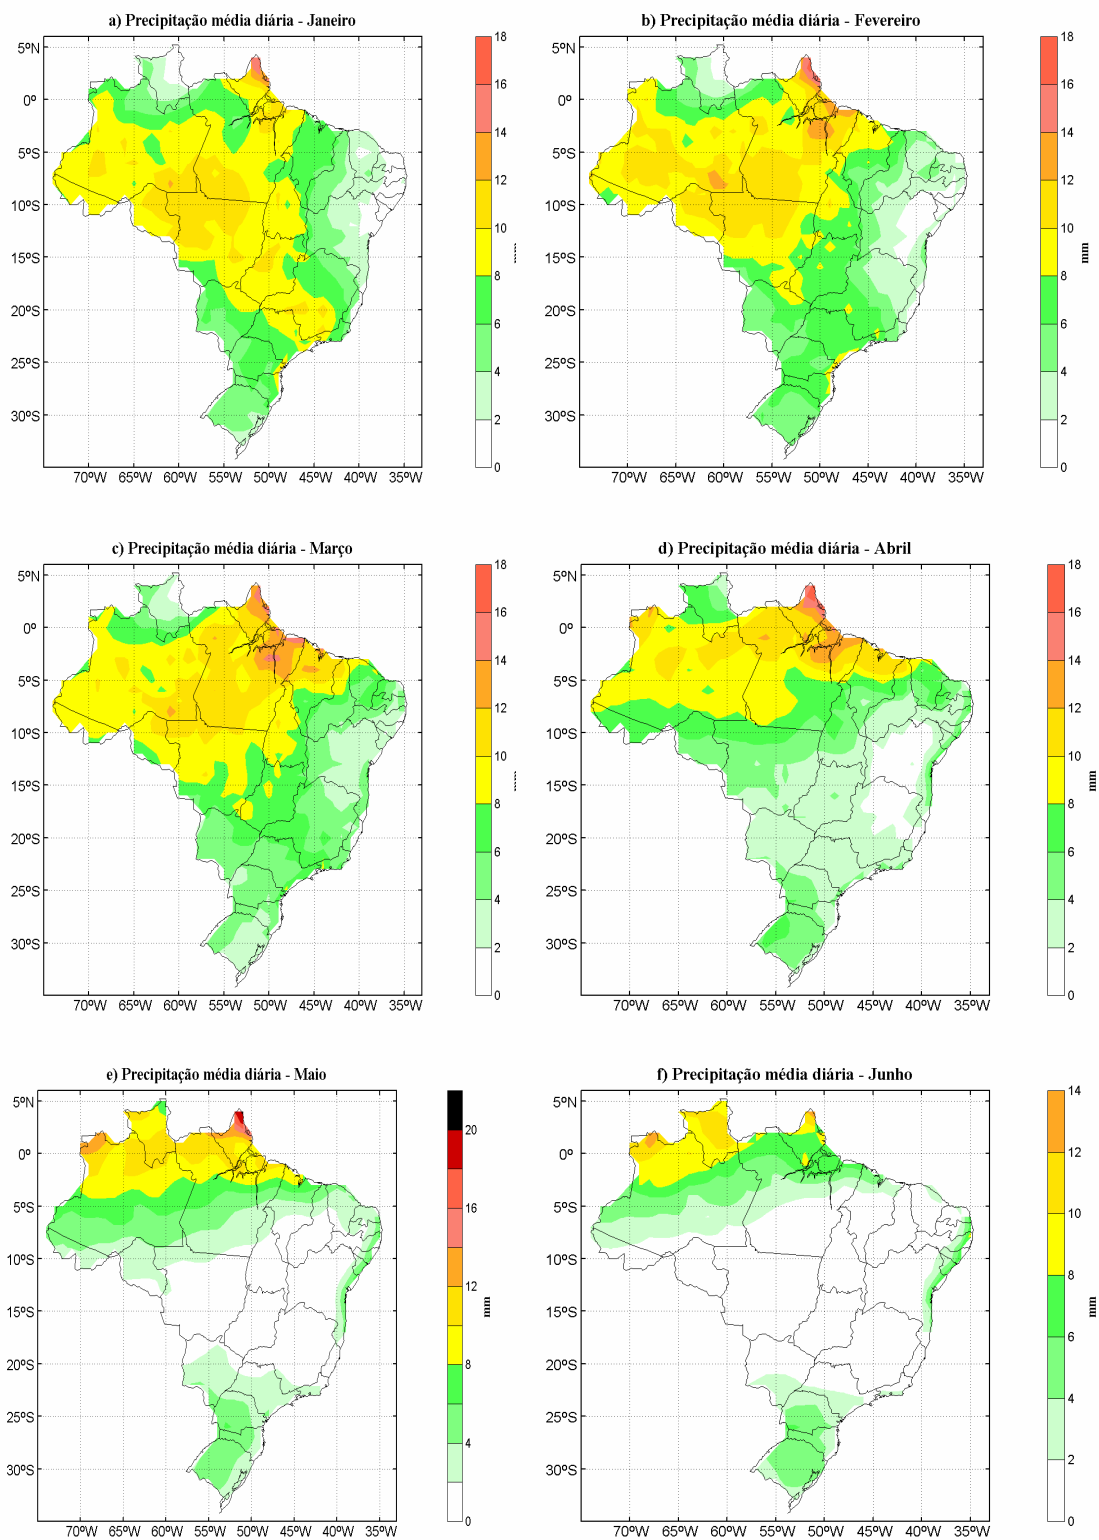 a) Precipitação média diária - Janeiro
5ºN
0º
5ºS
10ºS
15ºS
20ºS
25ºS
30ºS
70ºW 65ºW 60ºW 55ºW 50ºW 45ºW 40ºW 35ºW
18
16
14
12
10
8
6
4
2
0
b) Precipitação média diária - Fevereiro
5ºN
0º
5ºS
10ºS
15ºS
20ºS
25ºS
30ºS
70ºW 65ºW 60ºW 55ºW 50ºW 45ºW 40ºW 35ºW
18
16
14
12
10
8
6
4
2
0
mm
c) Precipitação média diária - Março
5ºN
0º
5ºS
10ºS
15ºS
20ºS
25ºS
30ºS
70ºW 65ºW 60ºW 55ºW 50ºW 45ºW 40ºW 35ºW
18
16
14
12
10
8
6
4
2
0
d) Precipitação média diária - Abril
5ºN
0º
5ºS
10ºS
15ºS
20ºS
25ºS
30ºS
70ºW 65ºW 60ºW 55ºW 50ºW 45ºW 40ºW 35ºW
18
16
14
12
10
8
6
4
2
0
mm
e) Precipitação média diária - Maio
5ºN
0º
5ºS
10ºS
15ºS
20ºS
25ºS
30ºS
70ºW 65ºW 60ºW 55ºW 50ºW 45ºW 40ºW 35ºW
20
16
12
8
4
0
mm
f) Precipitação média diária - Junho
5ºN
0º
5ºS
10ºS
15ºS
20ºS
25ºS
30ºS
70ºW 65ºW 60ºW 55ºW 50ºW 45ºW 40ºW 35ºW
14
12
10
8
6
4
2
0
mm